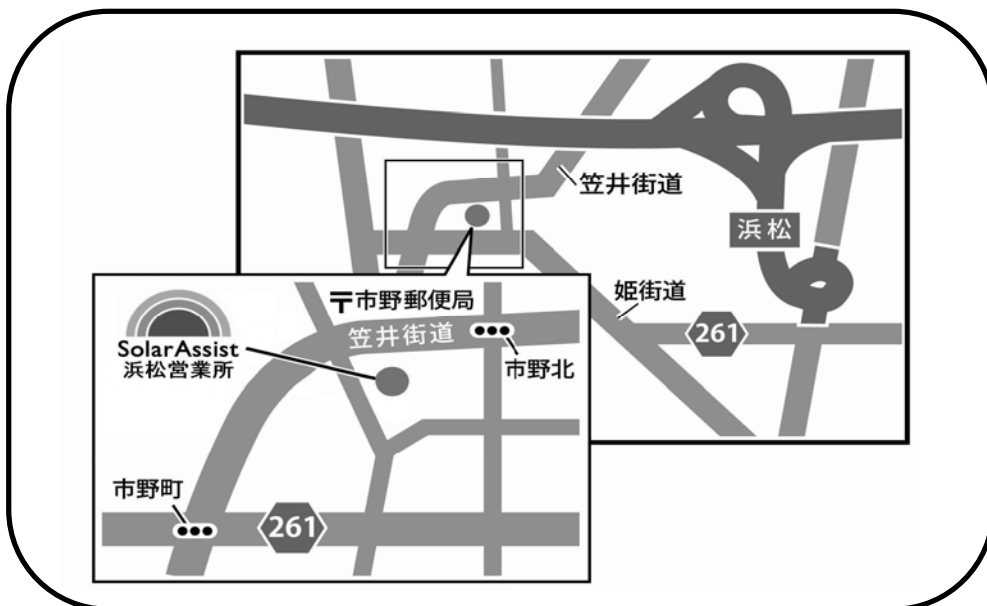 笠井街道
浜松
姫街道
261
〒市野郵便局
笠井街道
市野北
SolarAssist
浜松営業所
市野町
261